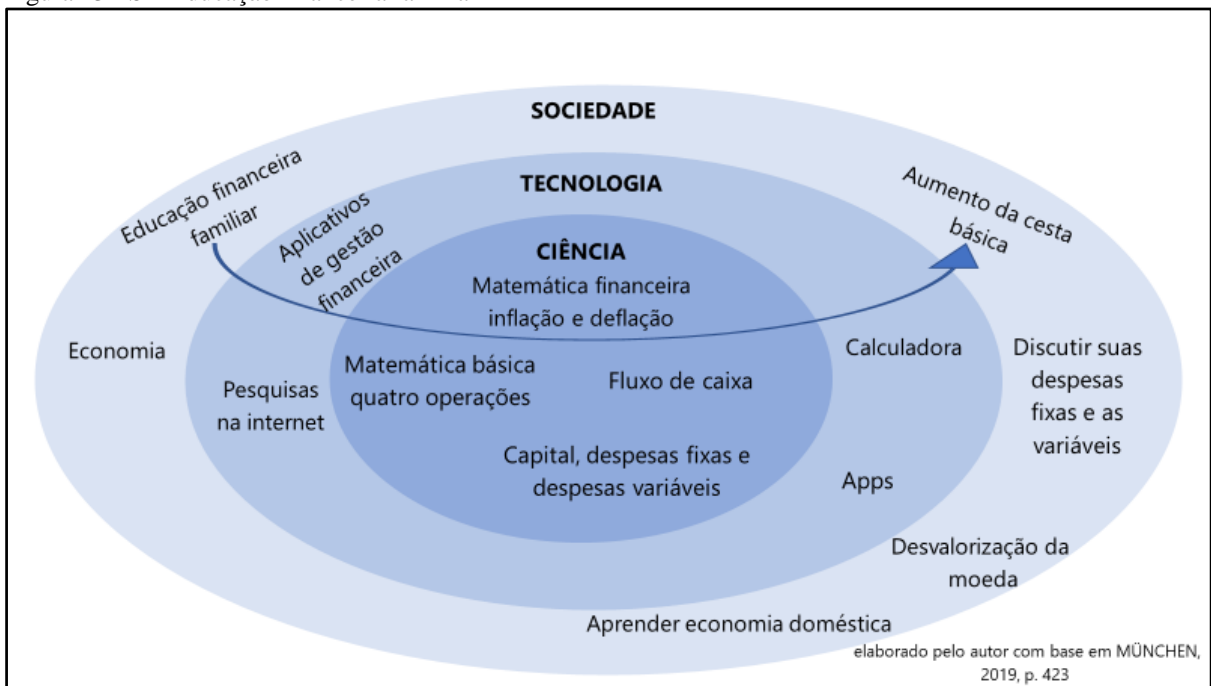 SOCIEDADE
Educação financeira
familiar
TECNOLOGIA
Aplicativos
de gestão
financeira
Aumento da cesta
básica
CIÊNCIA
Matemática financeira
inflação e deflação
Economia
Pesquisas
na internet
Matemática básica
quatro operações
Fluxo de caixa
Calculadora
Discutir suas
despesas
fixas e as
variáveis
Capital, despesas fixas e
despesas variáveis
Apps
Desvalorização da
moeda
Aprender economia doméstica
elaborado pelo autor com base em MÜNCHEN,
2019, p. 423